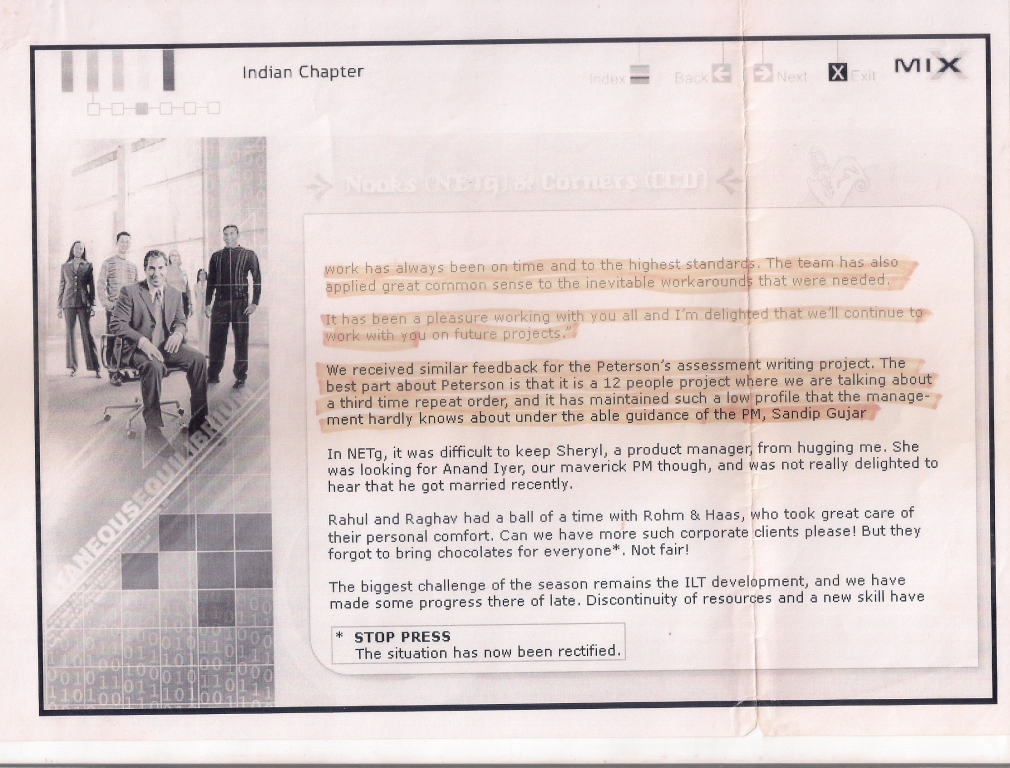 Indian Chapter
Index
Back
Next
X Exit
MIX
Nooks (NETg) & Corners (CCD)
work has always been on time and to the highest standards. The team has also
applied great common sense to the inevitable workarounds that were needed.
It has been a pleasure working with you all and I'm delighted that we'll continue to
work with you on future projects."
We received similar feedback for the Peterson's assessment writing project. The
best part about Peterson is that it is a 12 people project where we are talking about
a third time repeat order, and it has maintained such a low profile that the manage-
ment hardly knows about under the able guidance of the PM, Sandip Gujar
In NETg, it was difficult to keep Sheryl, a product manager, from hugging me. She
was looking for Anand Iyer, our maverick PM though, and was not really delighted to
hear that he got married recently.
Rahul and Raghav had a ball of a time with Rohm & Haas, who took great care of
their personal comfort. Can we have more such corporate clients please! But they
forgot to bring chocolates for everyone*. Not fair!
The biggest challenge of the season remains the ILT development, and we have
made some progress there of late. Discontinuity of resources and a new skill have
* STOP PRESS
The situation has now been rectified.